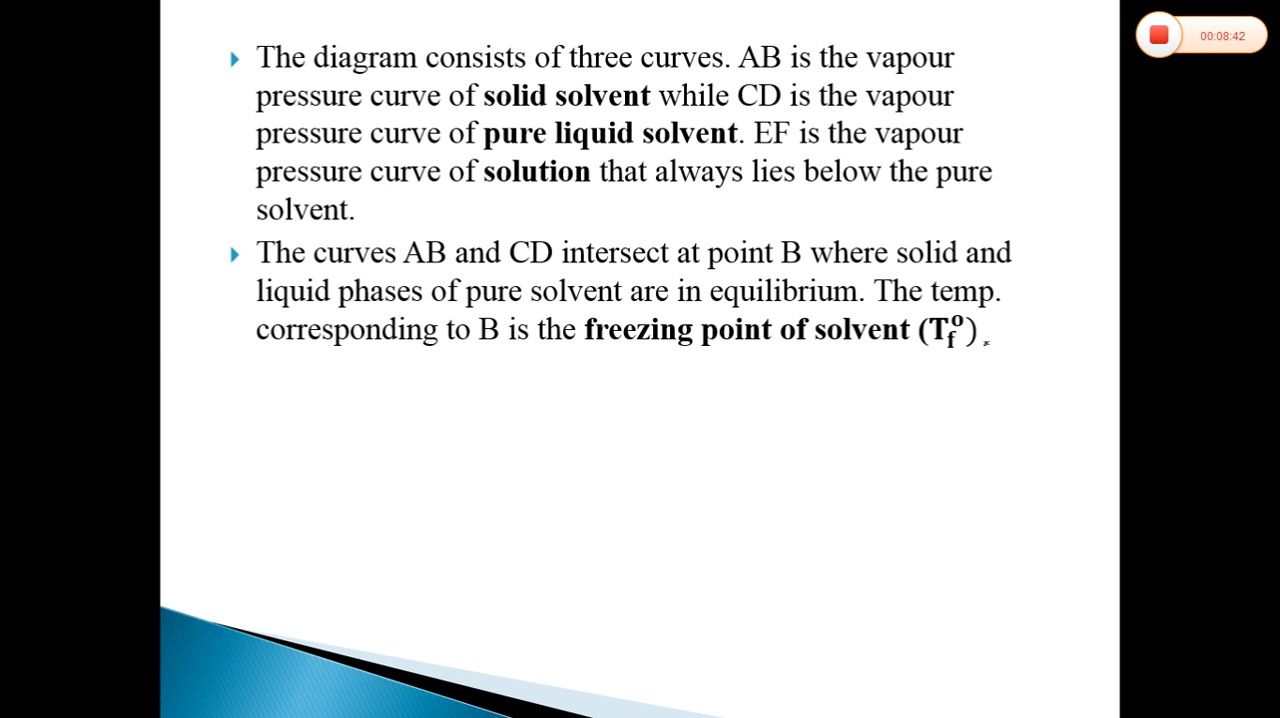 00:08:42
The diagram consists of three curves. AB is the vapour
pressure curve of solid solvent while CD is the vapour
pressure curve of pure liquid solvent. EF is the vapour
pressure curve of solution that always lies below the pure
solvent.
The curves AB and CD intersect at point B where solid and
liquid phases of pure solvent are in equilibrium. The temp.
corresponding to B is the freezing point of solvent (T_f^o).